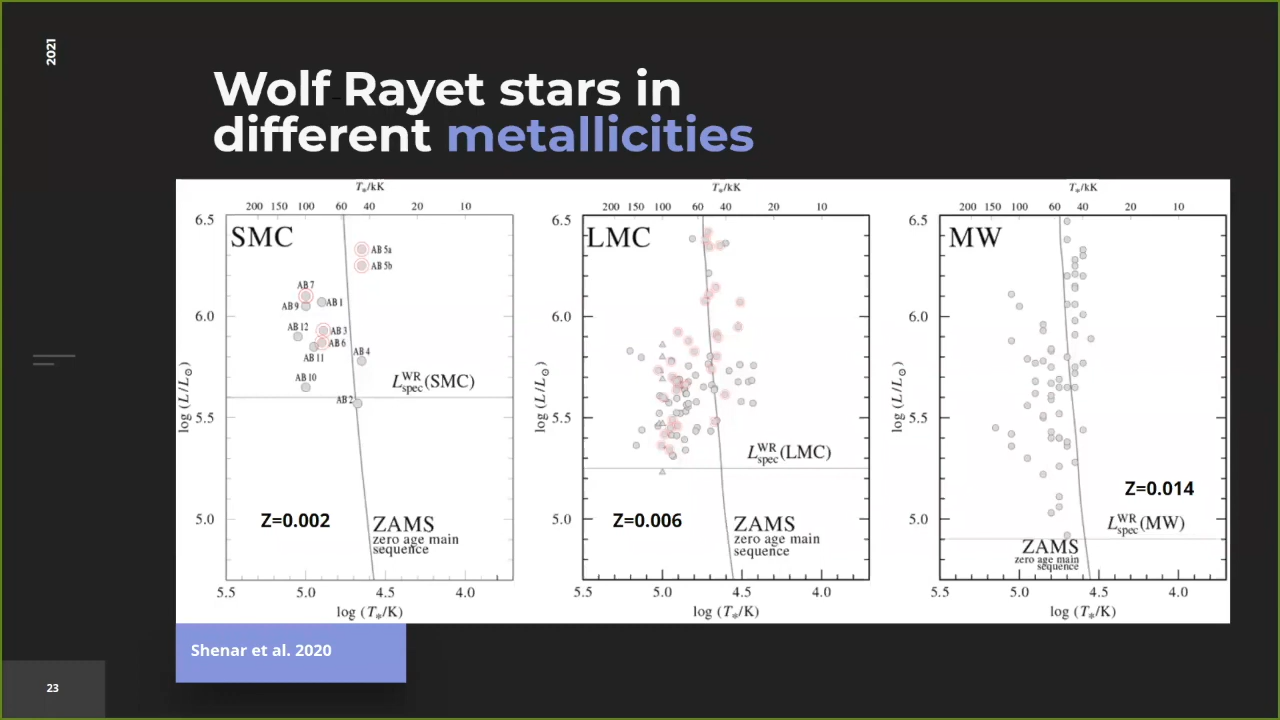 2021
Wolf-Rayet stars in
different metallicities
T*/kK
200 150 100 60 40 20 10
6.5
SMC
AB 5a
AB 5b
AB 7
AB 9
AB 1
6.0
AB 12
AB 3
AB 6
AB 11
AB 4
AB 10
L WR spec (SMC)
AB 2
5.5
log (L/L⊙)
5.0
Z=0.002
ZAMS
zero age main
sequence
5.5 5.0 4.5 4.0
log (T*/K)
T*/kK
200 150 100 60 40 20 10
6.5
LMC
6.0
log (L/L⊙)
5.5
L WR spec (LMC)
5.0
Z=0.006
ZAMS
zero age main
sequence
5.5 5.0 4.5 4.0
log (T*/K)
T*/kK
200 150 100 60 40 20 10
6.5
MW
6.0
log (L/L⊙)
5.5
Z=0.014
5.0
L WR spec (MW)
ZAMS
zero age main
sequence
5.5 5.0 4.5 4.0
log (T*/K)
Shenar et al. 2020
23